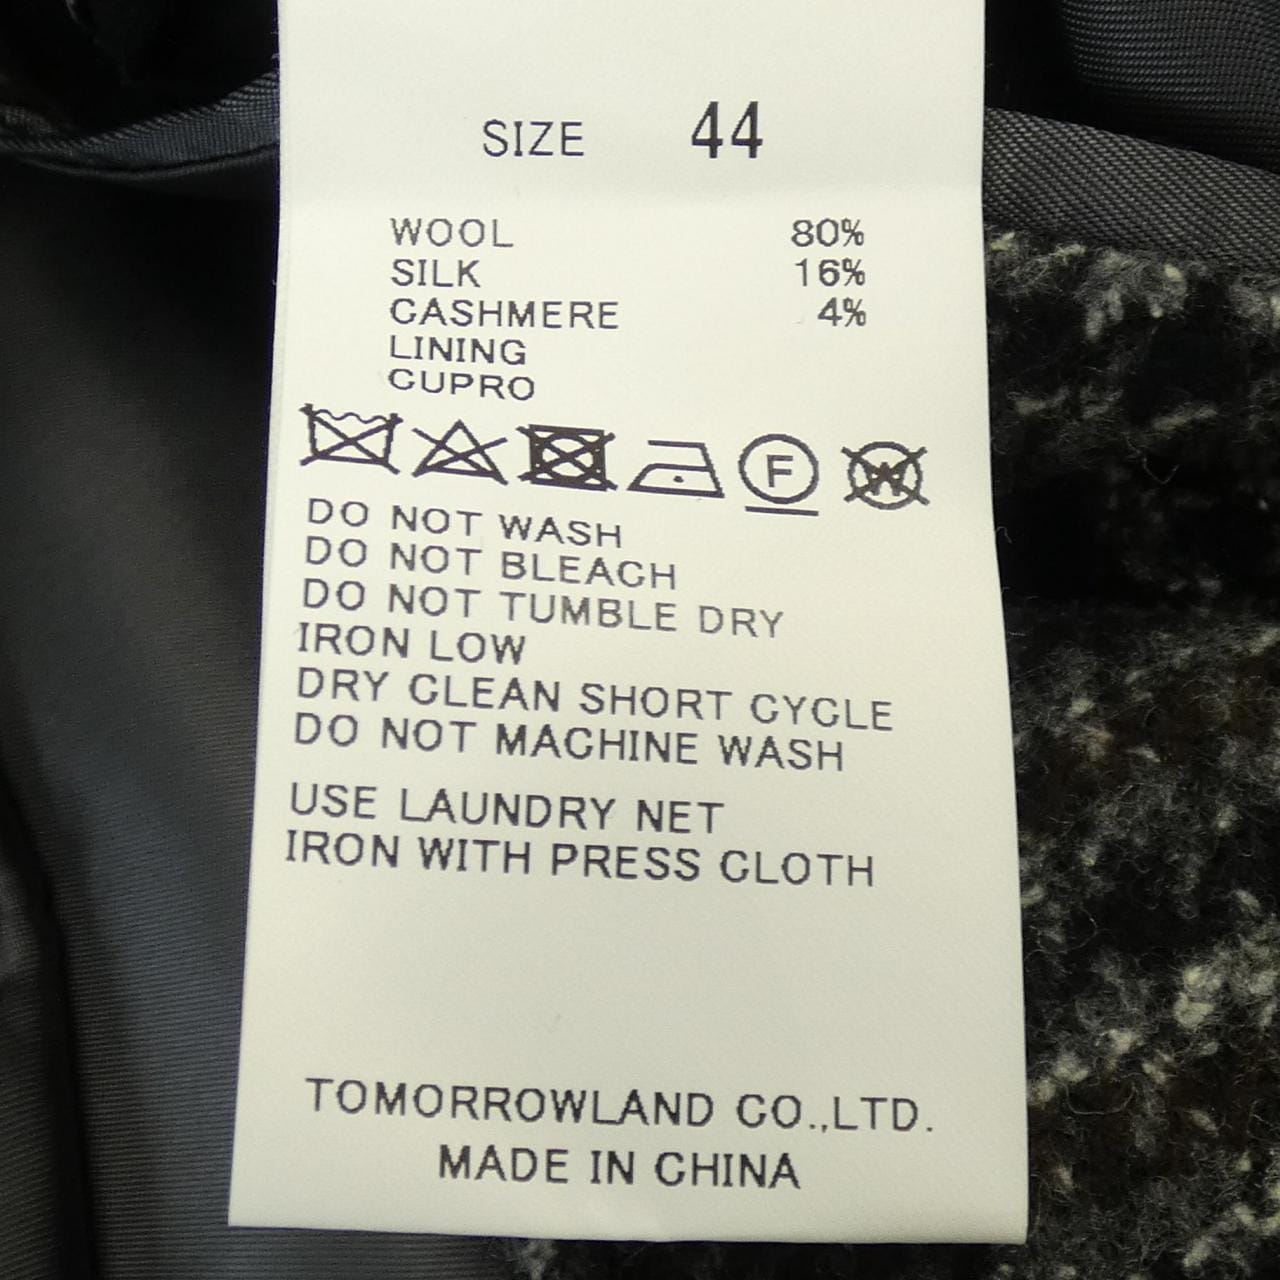 SIZE 44
WOOL 80%
SILK 16%
CASHMERE 4%
LINING
CUPRO
F W
DO NOT WASH
DO NOT BLEACH
DO NOT TUMBLE DRY
IRON LOW
DRY CLEAN SHORT CYCLE
DO NOT MACHINE WASH
USE LAUNDRY NET
IRON WITH PRESS CLOTH
TOMORROWLAND CO.,LTD.
MADE IN CHINA